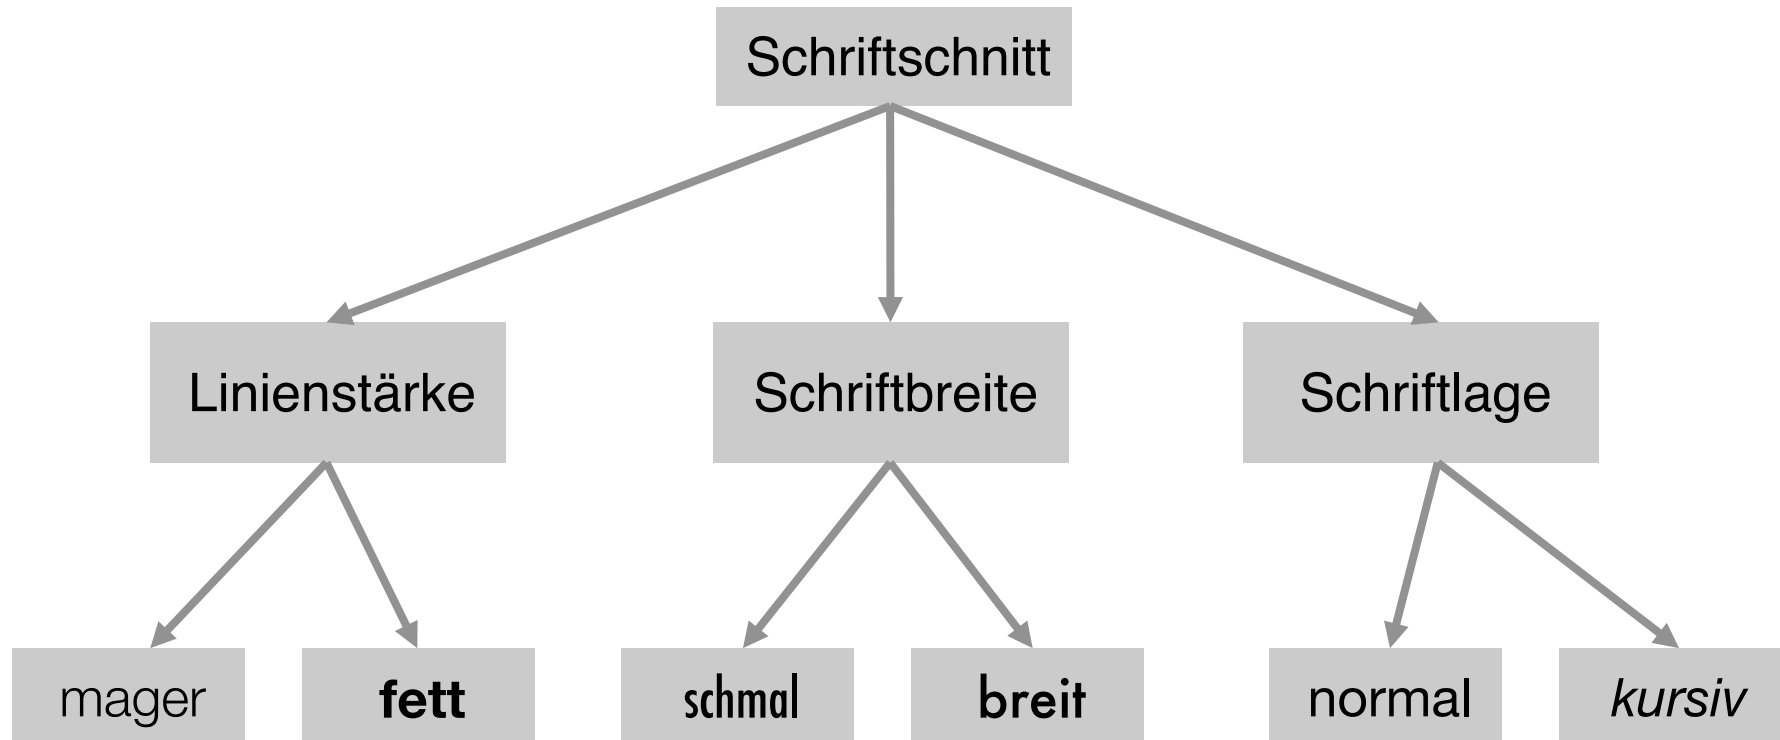 Schriftschnitt
Linienstärke
Schriftbreite
Schriftlage
mager
fett
schmal
breit
normal
kursiv